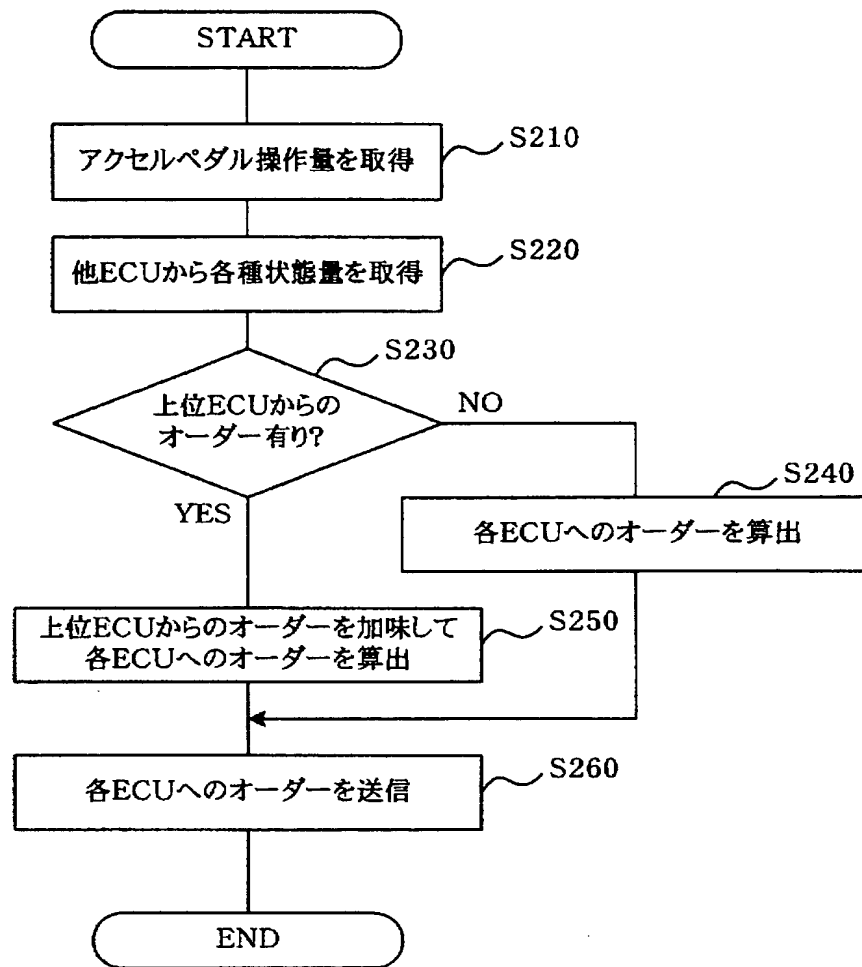 START
アクセルペダル操作量を取得
S210
他ECUから各種状態量を取得
S220
S230
上位ECUからの
オーダー有り?
NO
YES
S240
各ECUへのオーダーを算出
上位ECUからのオーダーを加味して
各ECUへのオーダーを算出
S250
各ECUへのオーダーを送信
S260
END